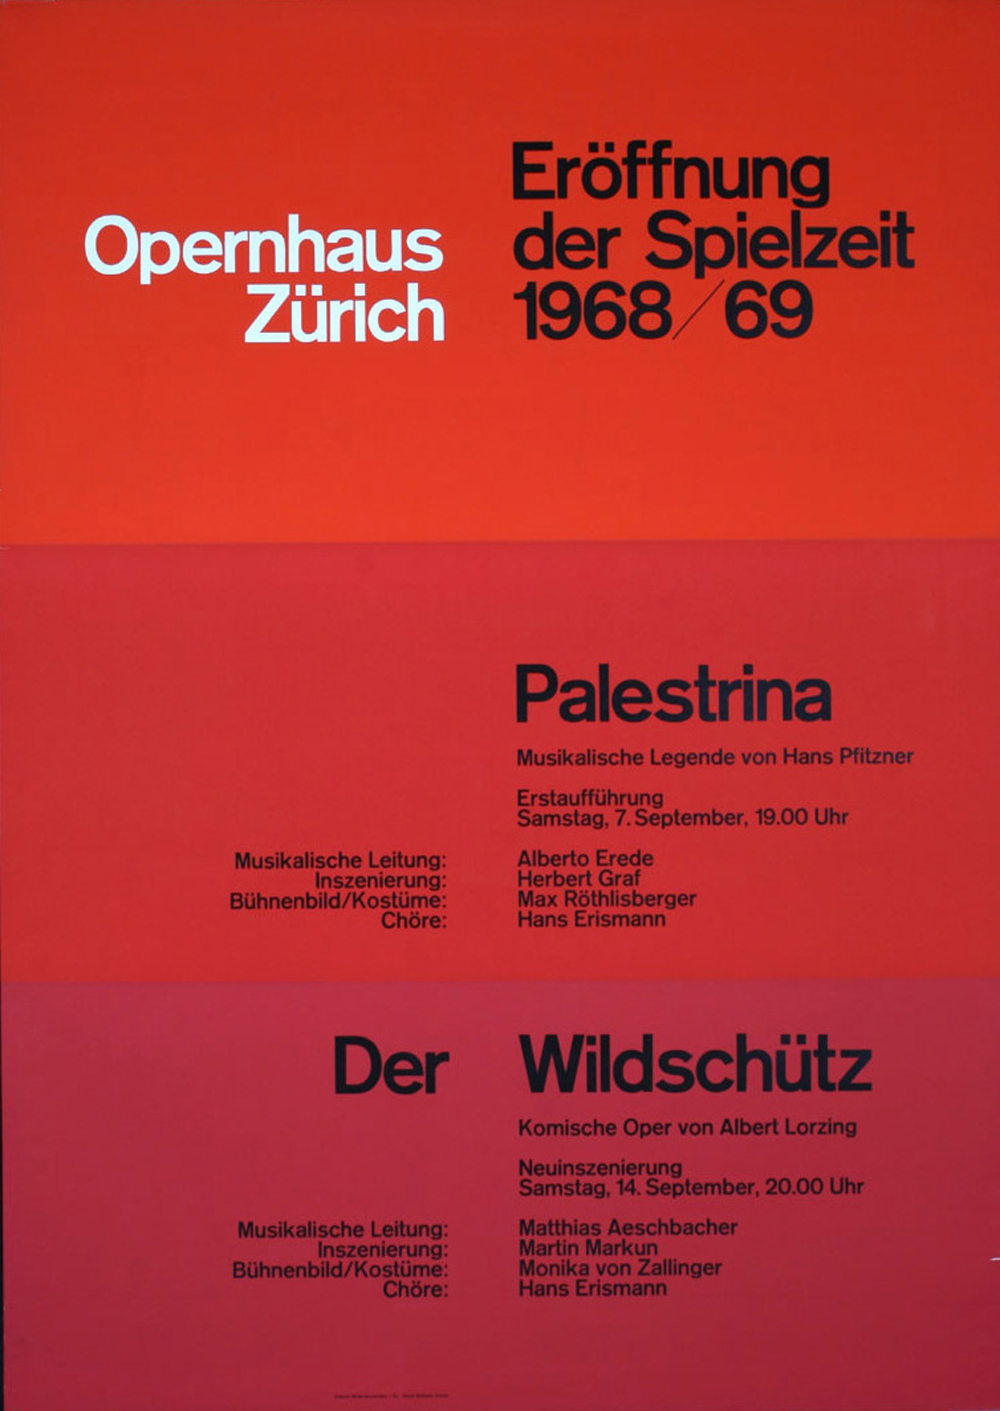 Opernhaus
Zürich
Eröffnung
der Spielzeit
1968/69
Palestrina
Musikalische Legende von Hans Pfitzner
Erstaufführung
Samstag, 7. September, 19.00 Uhr
Musikalische Leitung: Alberto Erede
Inszenierung: Herbert Graf
Bühnenbild/Kostüme: Max Röthlisberger
Chöre: Hans Erismann
Der Wildschütz
Komische Oper von Albert Lorzing
Neuinszenierung
Samstag, 14. September, 20.00 Uhr
Musikalische Leitung: Matthias Aeschbacher
Inszenierung: Martin Markun
Bühnenbild/Kostüme: Monika von Zallinger
Chöre: Hans Erismann